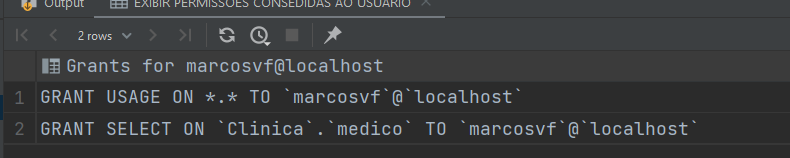 Output
EXIBIR PERMISSOES CONSEDIDAS AO USUARIO
2 rows
Grants for marcosvf@localhost
1 GRANT USAGE ON *.* TO `marcosvf`@`localhost`
2 GRANT SELECT ON `Clinica`.`medico` TO `marcosvf`@`localhost`